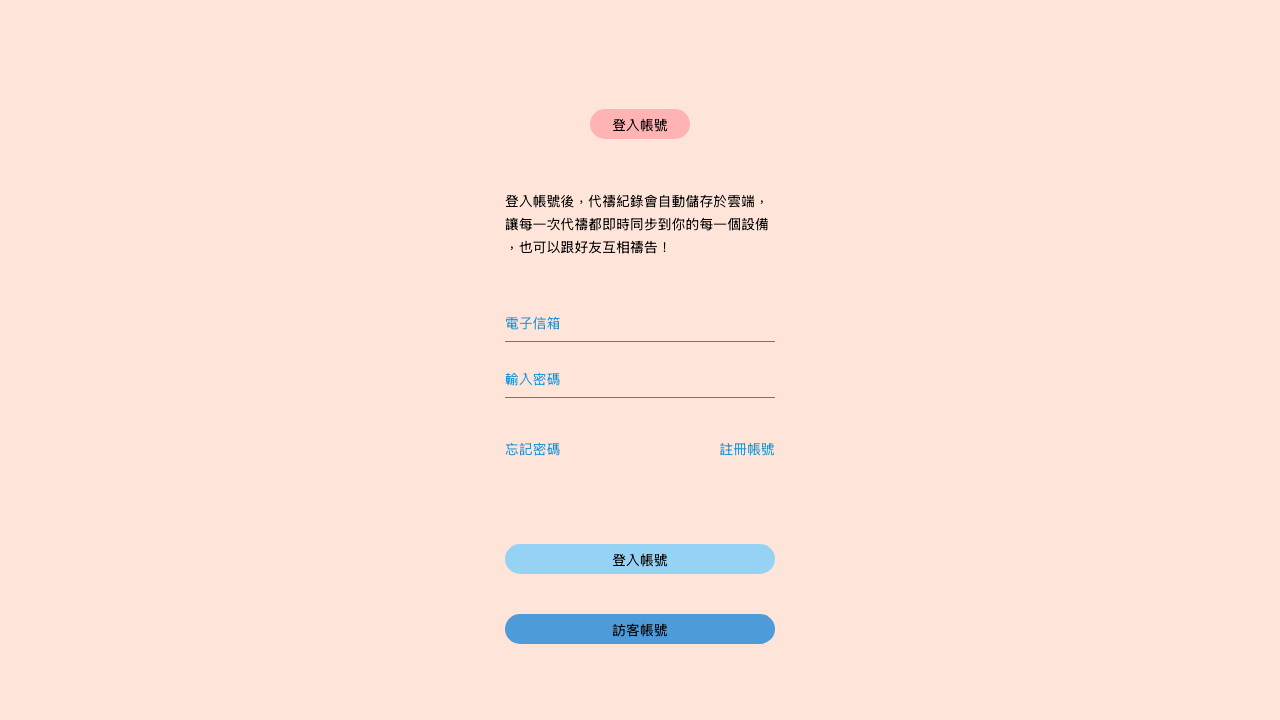 登入帳號
登入帳號後，代禱紀錄會自動儲存於雲端，
讓每一次代禱都即時同步到你的每一個設備
，也可以跟好友互相禱告！
電子信箱
輸入密碼
忘記密碼
註冊帳號
登入帳號
訪客帳號